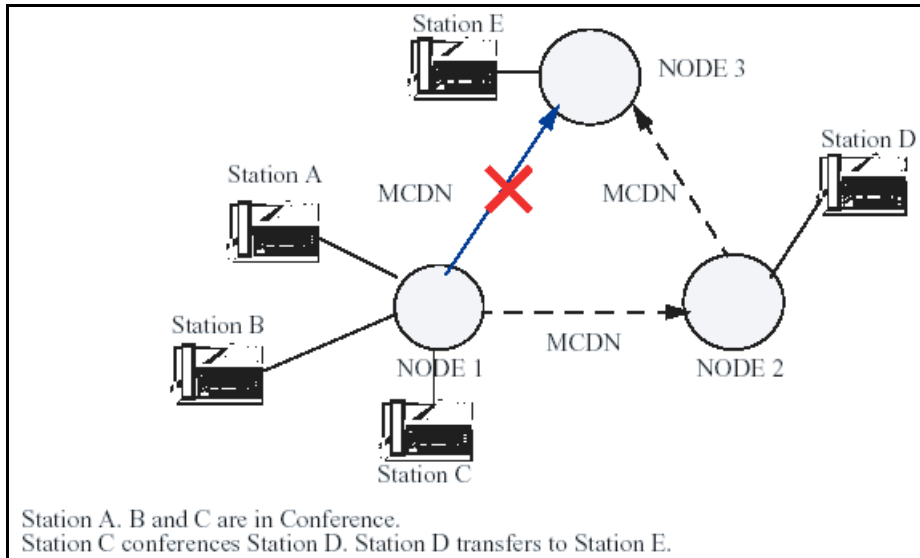 Station E
NODE 3
Station D
Station A
MCDN
MCDN
Station B
MCDN
NODE 1
NODE 2
Station C
Station A. B and C are in Conference.
Station C conferences Station D. Station D transfers to Station E.